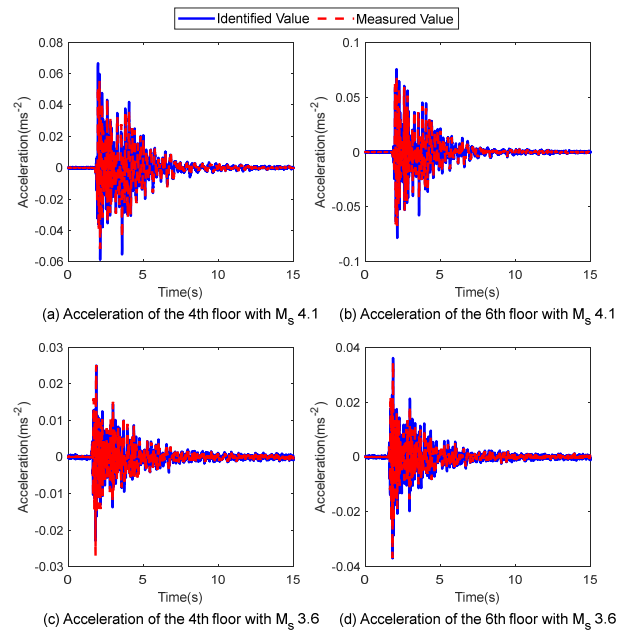 Identified Value Measured Value
0.08
0.06
0.04
0.02
0
-0.02
-0.04
-0.06
Acceleration(ms-2)
0 5 10 15
Time(s)
(a) Acceleration of the 4th floor with Ms 4.1
0.1
0.05
0
-0.05
-0.1
Acceleration(ms-2)
0 5 10 15
Time(s)
(b) Acceleration of the 6th floor with Ms 4.1
0.03
0.02
0.01
0
-0.01
-0.02
-0.03
Acceleration(ms-2)
0 5 10 15
Time(s)
(c) Acceleration of the 4th floor with Ms 3.6
0.04
0.02
0
-0.02
-0.04
Acceleration(ms-2)
0 5 10 15
Time(s)
(d) Acceleration of the 6th floor with Ms 3.6